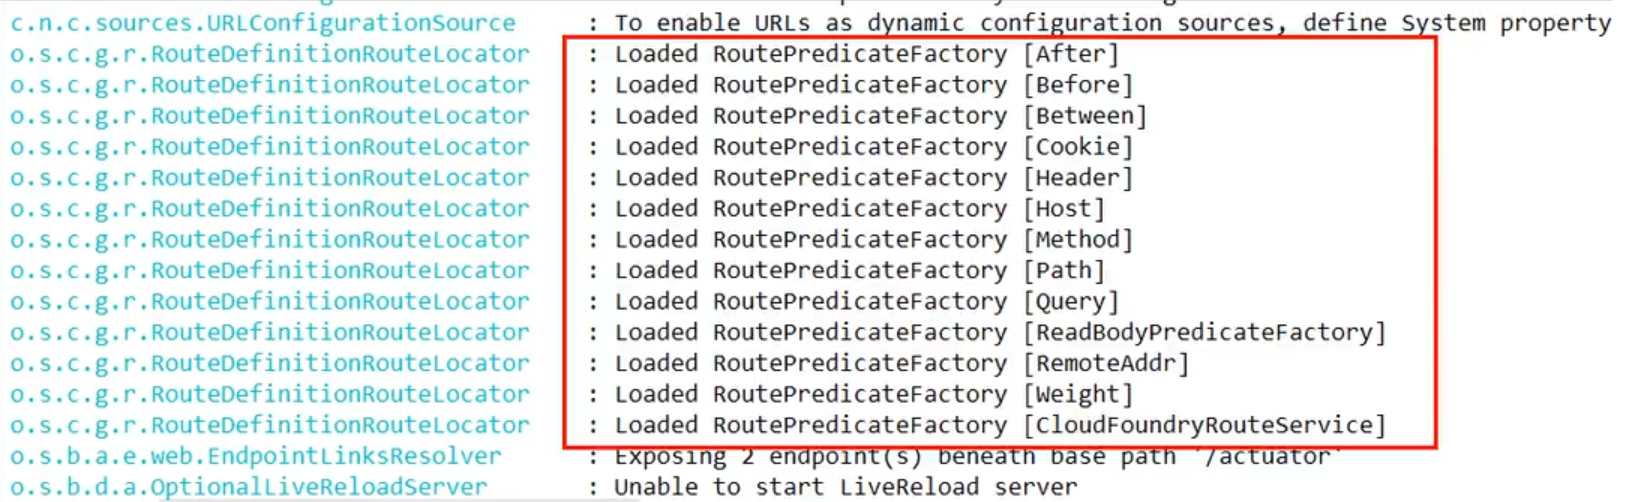 c.n.c.sources.URLConfigurationSource : To enable URLs as dynamic configuration sources, define System property
o.s.c.g.r.RouteDefinitionRouteLocator : Loaded RoutePredicateFactory [After]
o.s.c.g.r.RouteDefinitionRouteLocator : Loaded RoutePredicateFactory [Before]
o.s.c.g.r.RouteDefinitionRouteLocator : Loaded RoutePredicateFactory [Between]
o.s.c.g.r.RouteDefinitionRouteLocator : Loaded RoutePredicateFactory [Cookie]
o.s.c.g.r.RouteDefinitionRouteLocator : Loaded RoutePredicateFactory [Header]
o.s.c.g.r.RouteDefinitionRouteLocator : Loaded RoutePredicateFactory [Host]
o.s.c.g.r.RouteDefinitionRouteLocator : Loaded RoutePredicateFactory [Method]
o.s.c.g.r.RouteDefinitionRouteLocator : Loaded RoutePredicateFactory [Path]
o.s.c.g.r.RouteDefinitionRouteLocator : Loaded RoutePredicateFactory [Query]
o.s.c.g.r.RouteDefinitionRouteLocator : Loaded RoutePredicateFactory [ReadBodyPredicateFactory]
o.s.c.g.r.RouteDefinitionRouteLocator : Loaded RoutePredicateFactory [RemoteAddr]
o.s.c.g.r.RouteDefinitionRouteLocator : Loaded RoutePredicateFactory [Weight]
o.s.c.g.r.RouteDefinitionRouteLocator : Loaded RoutePredicateFactory [CloudFoundryRouteService]
o.s.b.a.e.web.EndpointLinksResolver : Exposing 2 endpoint(s) beneath base path '/actuator'
o.s.b.d.a.OptionalLiveReloadServer : Unable to start LiveReload server